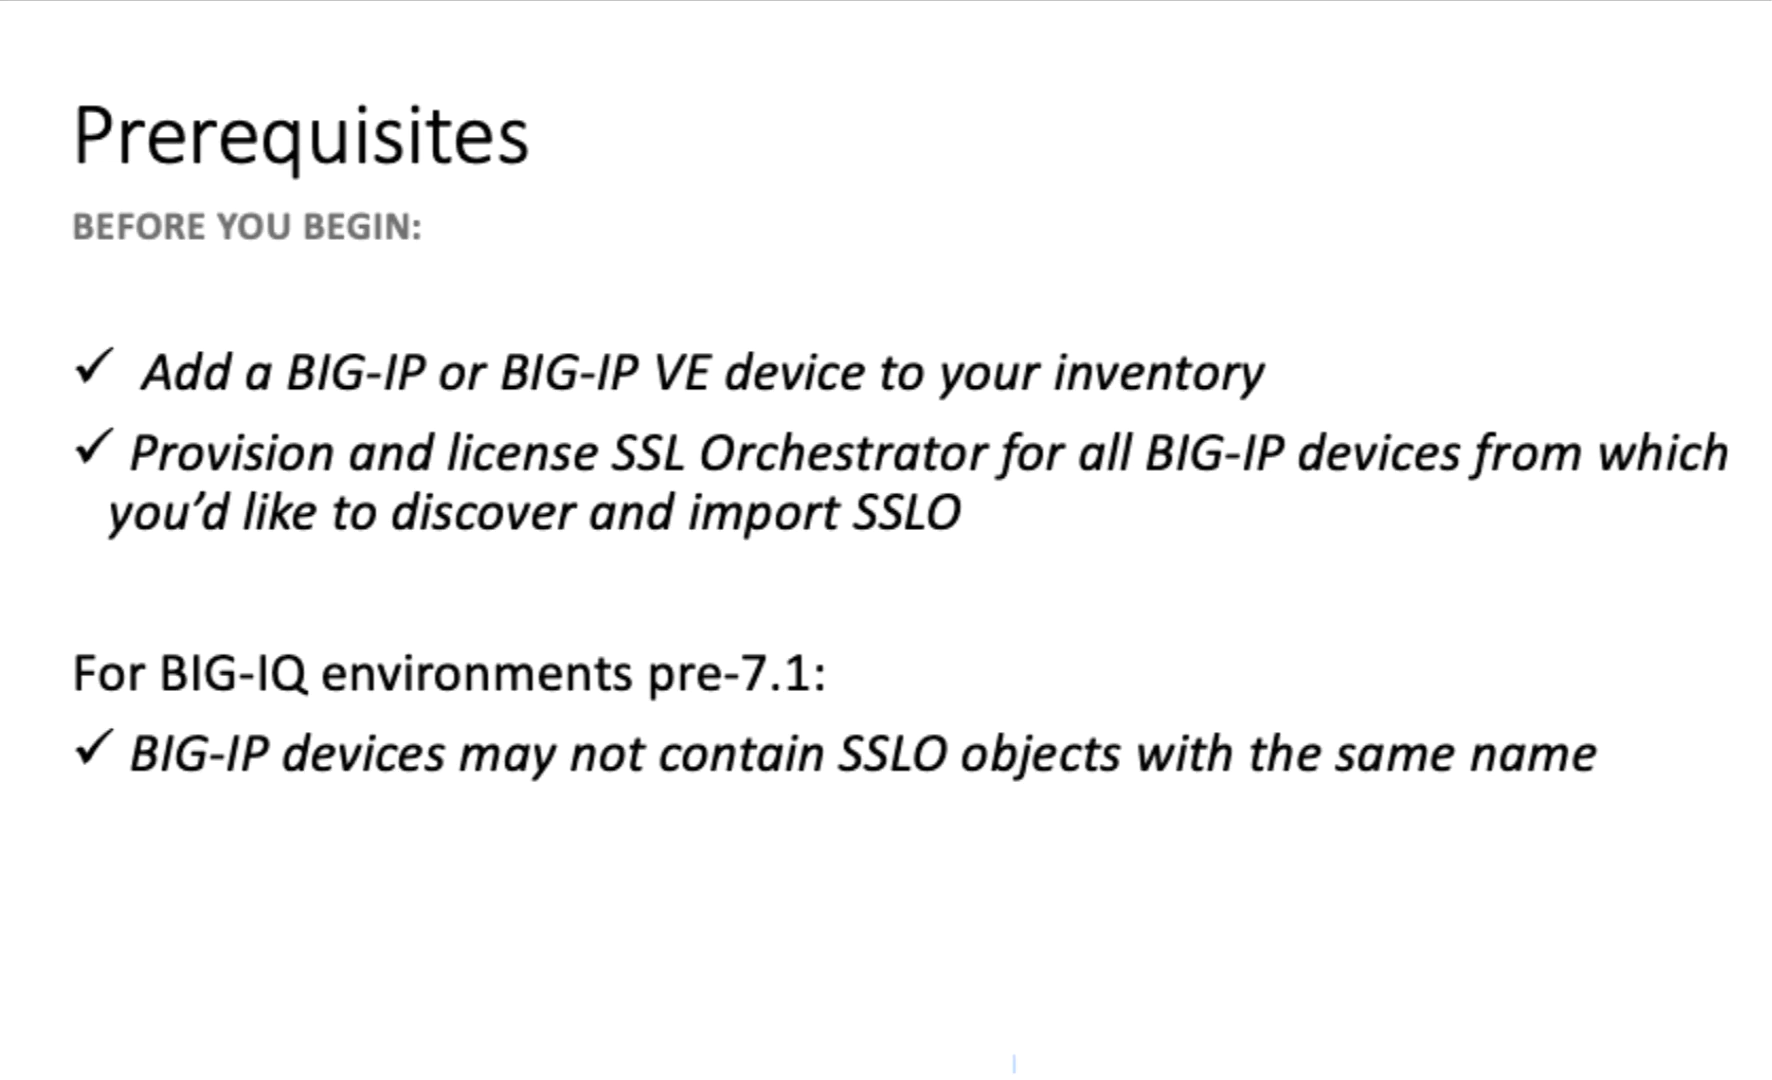 Prerequisites
BEFORE YOU BEGIN:
✓ Add a BIG-IP or BIG-IP VE device to your inventory
✓ Provision and license SSL Orchestrator for all BIG-IP devices from which
you’d like to discover and import SSLO
For BIG-IQ environments pre-7.1:
✓ BIG-IP devices may not contain SSLO objects with the same name